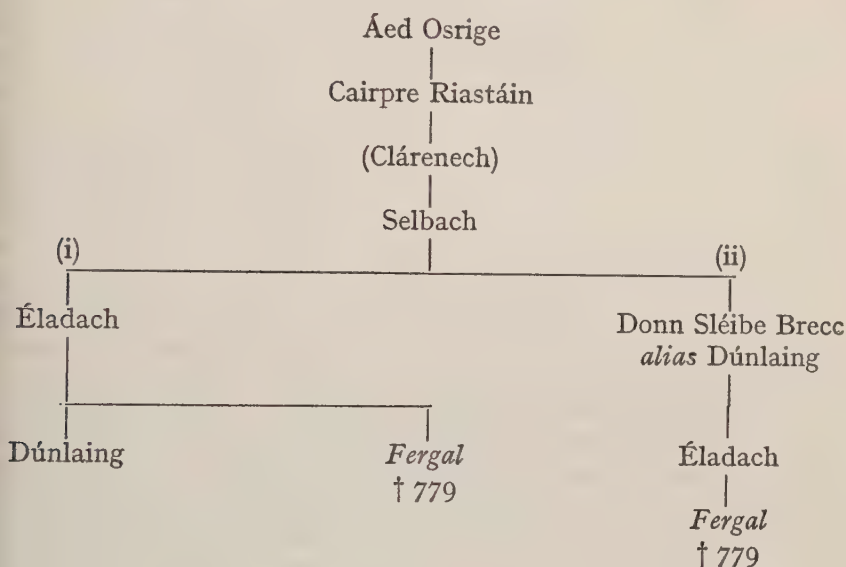 Áed Osrige
Cairpre Riastáin
(Clárenech)
Selbach
(i)
(ii)
Éladach
Donn Sléibe Brecc
alias Dúnlaing
Dúnlaing
Fergal
† 779
Éladach
Fergal
† 779